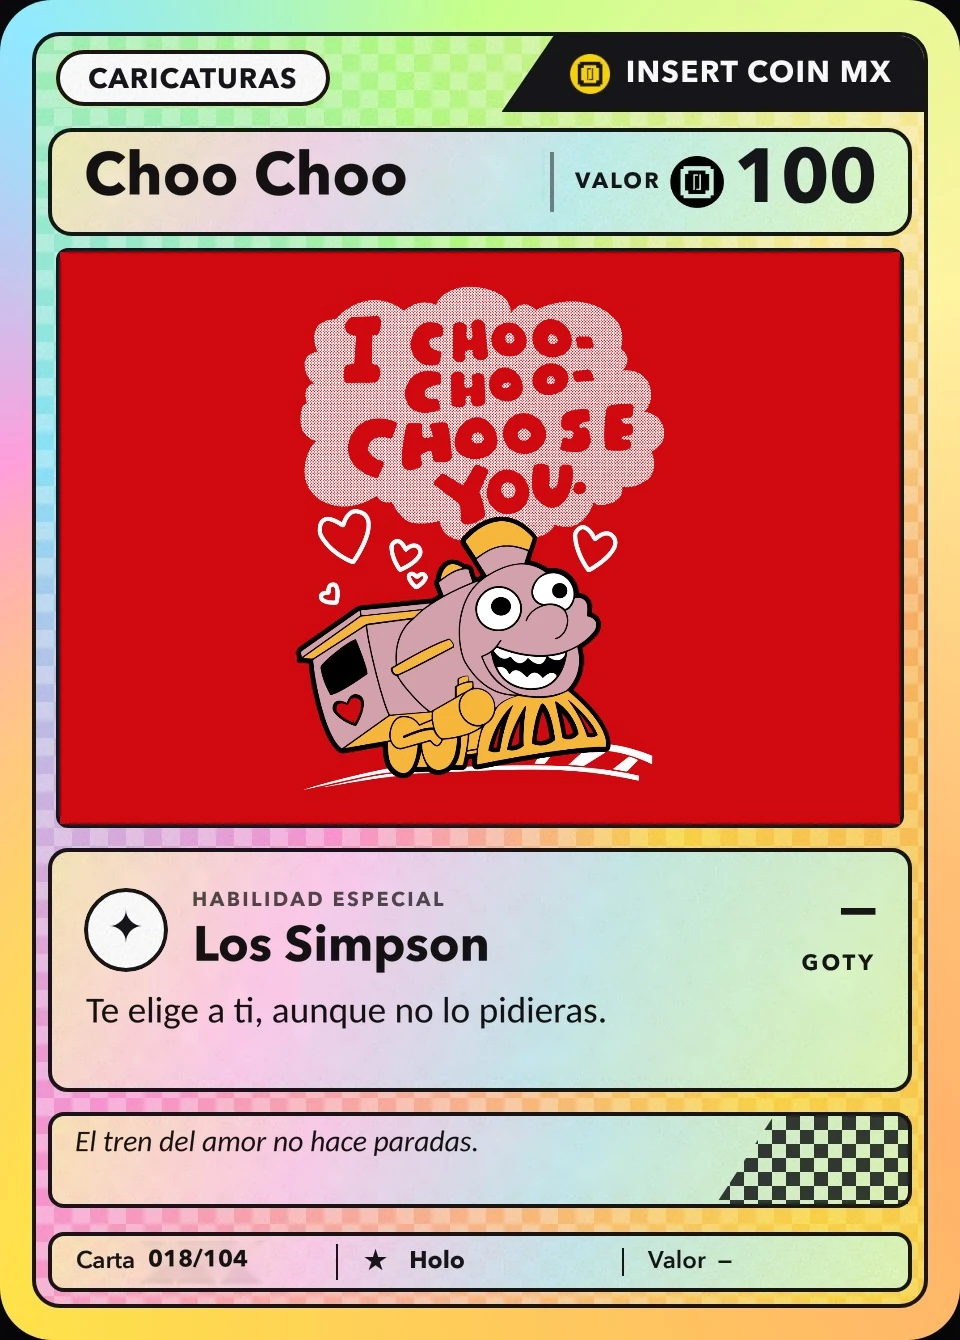 CARICATURAS
INSERT COIN MX
Choo Choo
VALOR 100
I CHOO-
CHOO-
CHOOSE
YOU.
HABILIDAD ESPECIAL
Los Simpson
–
GOTY
Te elige a ti, aunque no lo pidieras.
El tren del amor no hace paradas.
Carta 018/104
★ Holo
Valor –